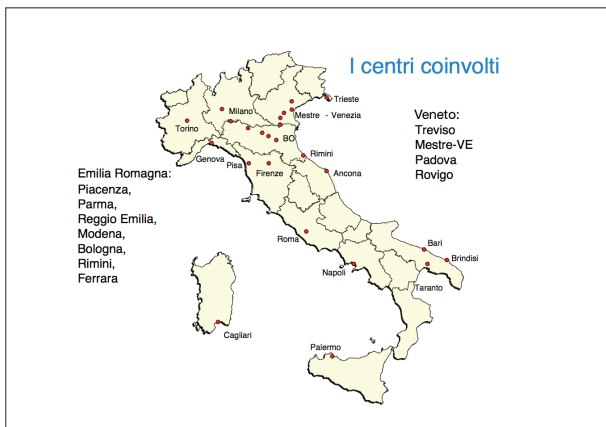 I centri coinvolti
Trieste
Milano
Mestre - Venezia
Torino
BO
Genova
Rimini
Pisa
Firenze
Ancona
Veneto:
Treviso
Mestre-VE
Padova
Rovigo
Emilia Romagna:
Piacenza,
Parma,
Reggio Emilia,
Modena,
Bologna,
Rimini,
Ferrara
Roma
Bari
Brindisi
Napoli
Taranto
Cagliari
Palermo